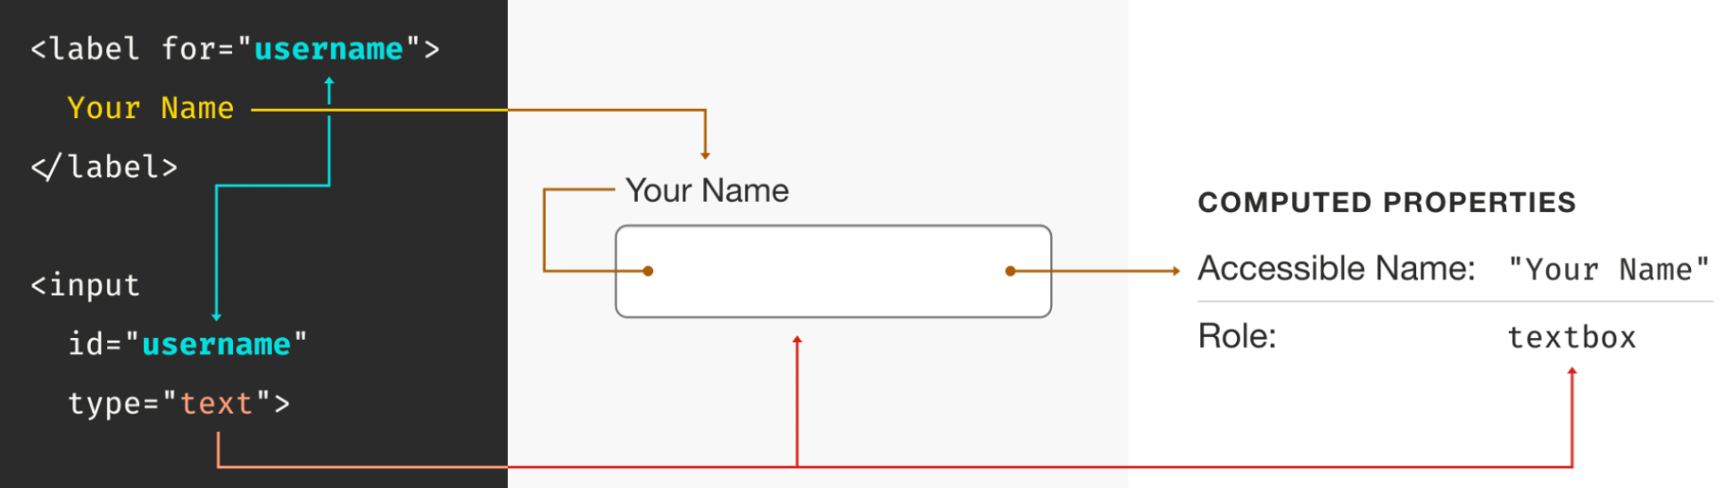 <label for="username">
Your Name
</label>
<input
id="username"
type="text">
Your Name
COMPUTED PROPERTIES
Accessible Name: "Your Name"
Role: textbox